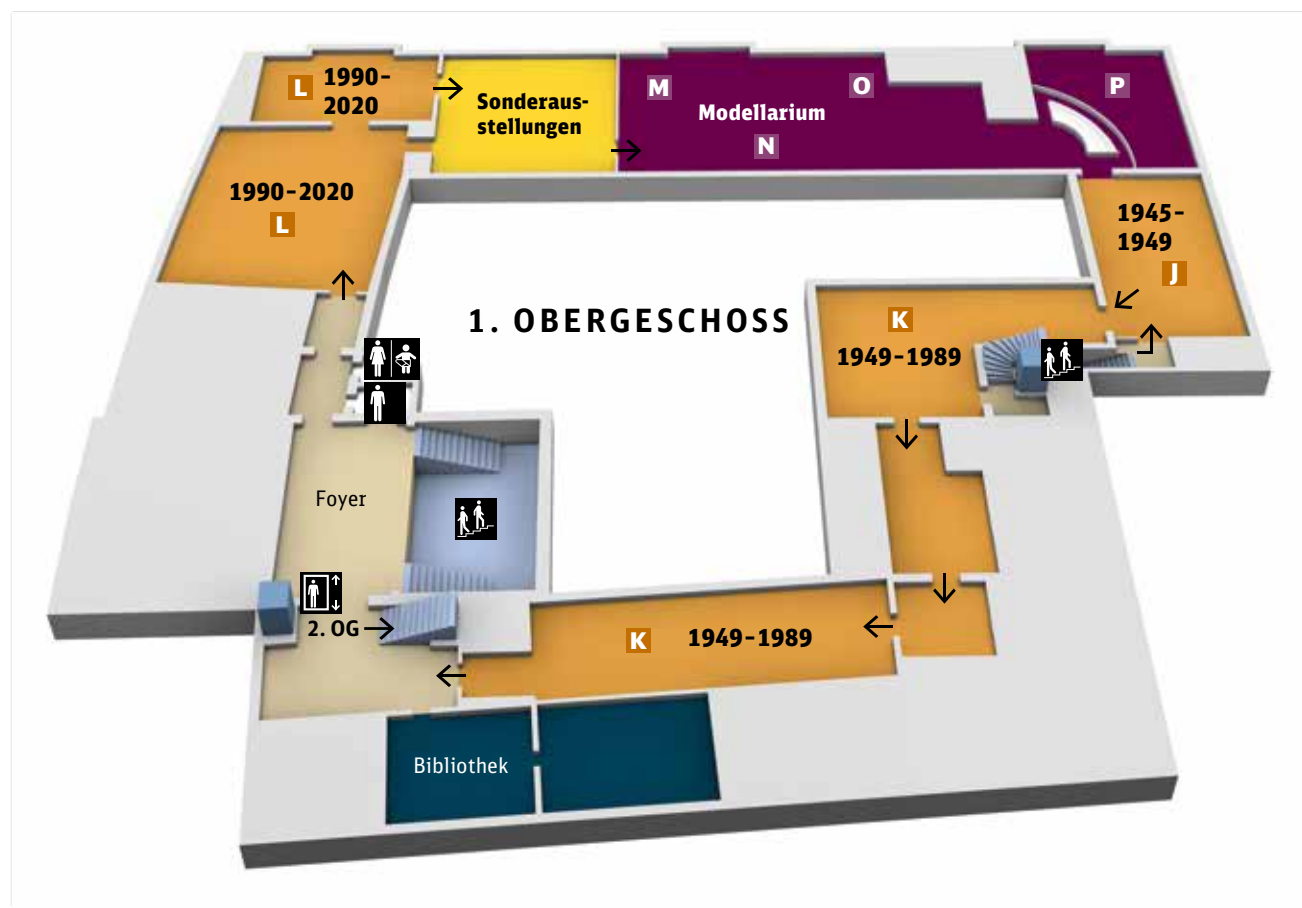 L
1990-
2020
Sonderaus-
stellungen
M
O
Modellarium
N
P
1990-2020
L
1945-
1949
J
1. OBERGESCHOSS
K
1949-1989
Foyer
2. OG
K
1949-1989
Bibliothek